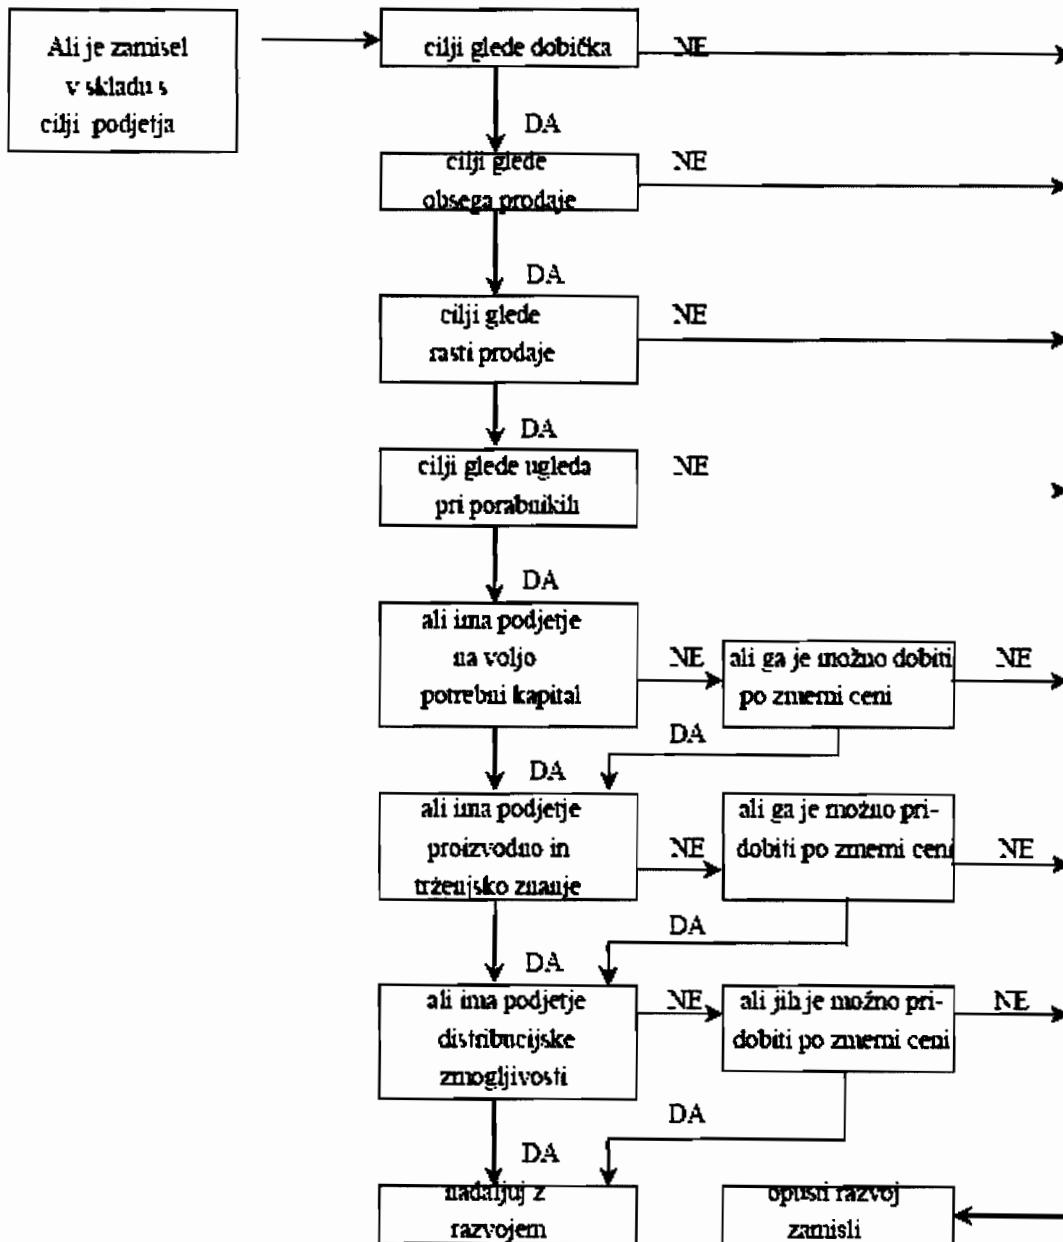 Ali je zamisel
v skladu s
cilji podjetja
cilji glede dobička
NE
DA
cilji glede
obsega prodaje
NE
DA
cilji glede
rasti prodaje
NE
DA
cilji glede ugleda
pri porabnikih
NE
DA
ali ima podjetje
na voljo
potrebni kapital
NE
ali ga je možno dobiti
po zmerni ceni
NE
DA
DA
ali ima podjetje
proizvodno in
trženjsko znanje
NE
ali ga je možno pri-
dobiti po zmerni ceni
NE
DA
DA
ali ima podjetje
distribucijske
zmogljivosti
NE
ali jih je možno pri-
dobiti po zmerni ceni
NE
DA
DA
nadaljuj z
razvojem
opusti razvoj
zamisli